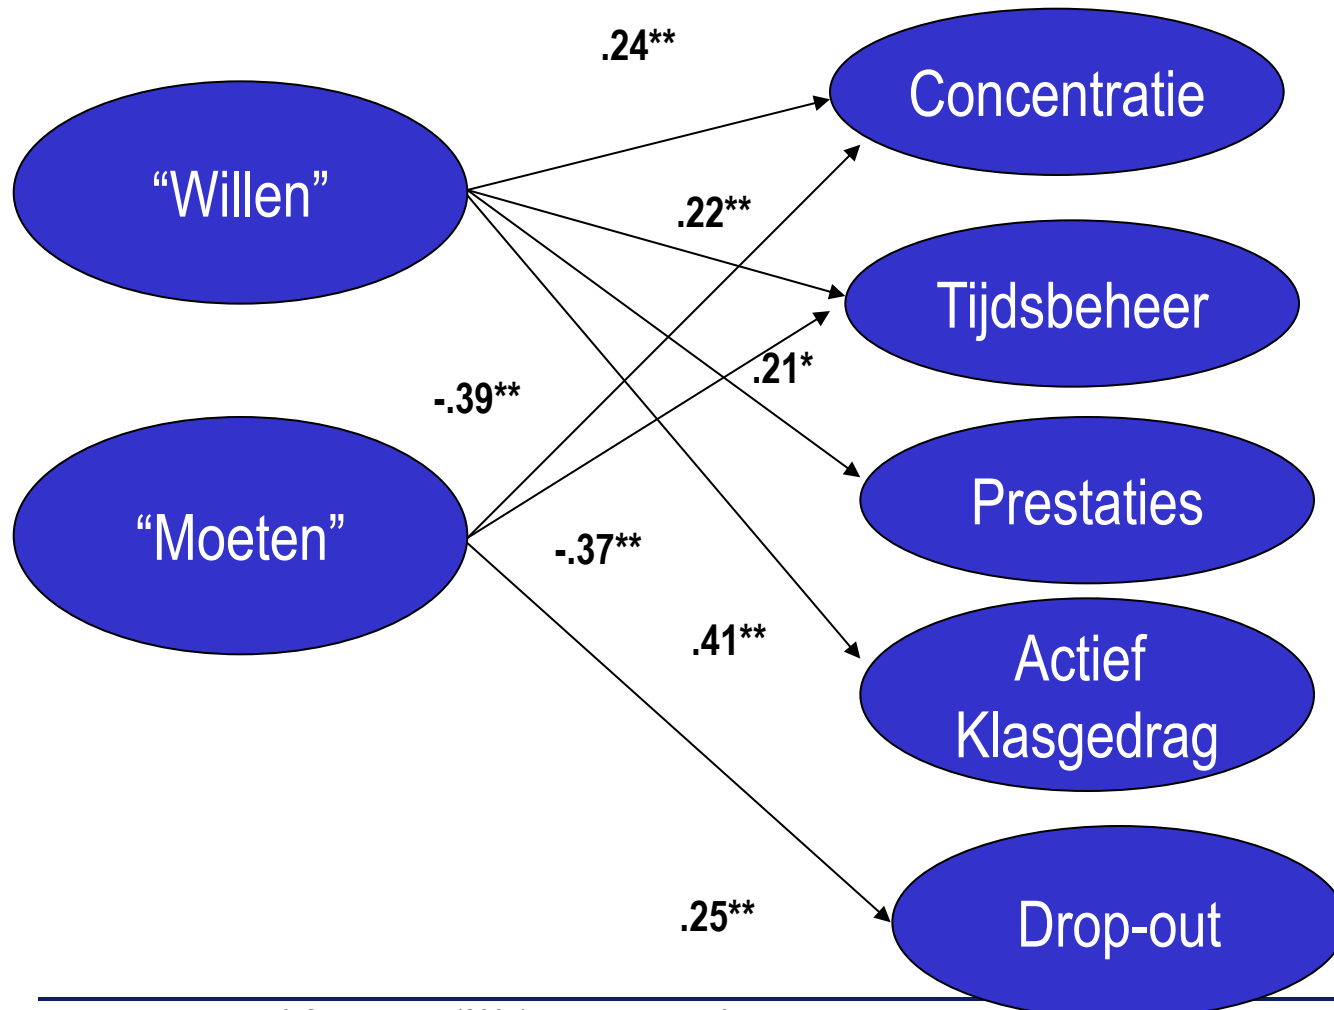 .24**
Concentratie
“Willen”
.22**
Tijdsbeheer
.21*
-.39**
Prestaties
“Moeten”
-.37**
.41**
Actief
Klasgedrag
.25**
Drop-out